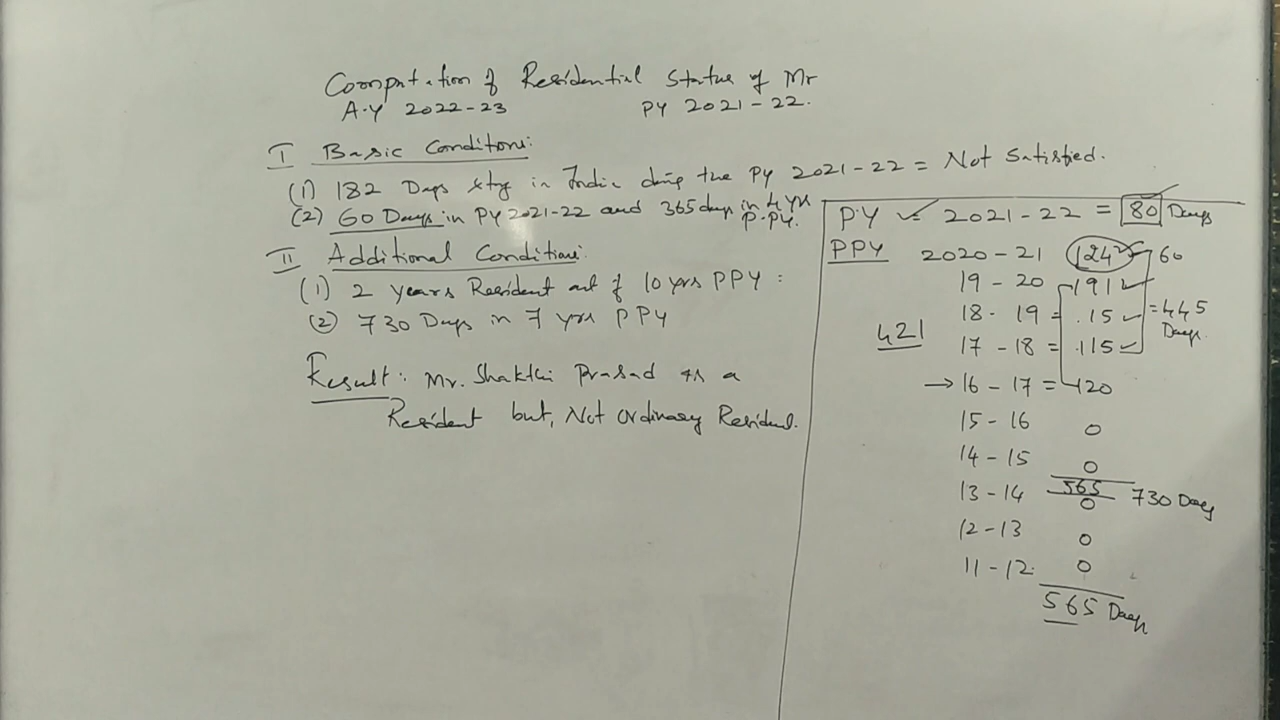 Computation of Residential Status of Mr
A.Y 2022-23 PY 2021-22.
I Basic Conditions:
(1) 182 Days stay in India during the PY 2021-22 = Not Satisfied.
(2) 60 Days in PY 2021-22 and 365 days in 4 yrs P.PY.
II Additional Conditions:
(1) 2 years Resident out of 10 yrs PPY :
(2) 730 Days in 7 yrs PPY
Result: Mr. Shakthi Prasad is a
Resident but, Not Ordinary Resident.
P.Y = 2021-22 = 80 Days
PPY 2020-21 124 60
19-20 191
18-19 = 115 = 445
Days
421 17-18 = 115
→ 16-17 = 120
15-16 0
14-15 0
565
13-14 0 730 Days
12-13 0
11-12. 0
565 Days